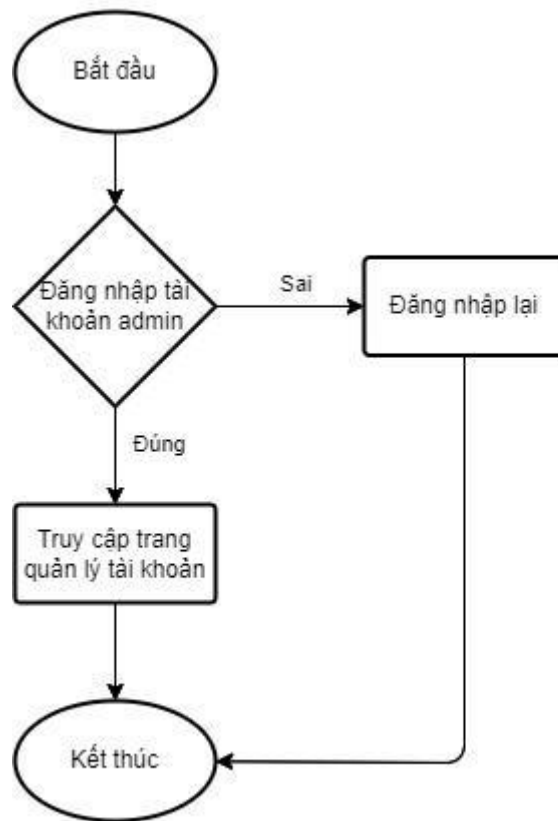 Bắt đầu
Đăng nhập tài
khoản admin
Sai
Đăng nhập lại
Đúng
Truy cập trang
quản lý tài khoản
Kết thúc